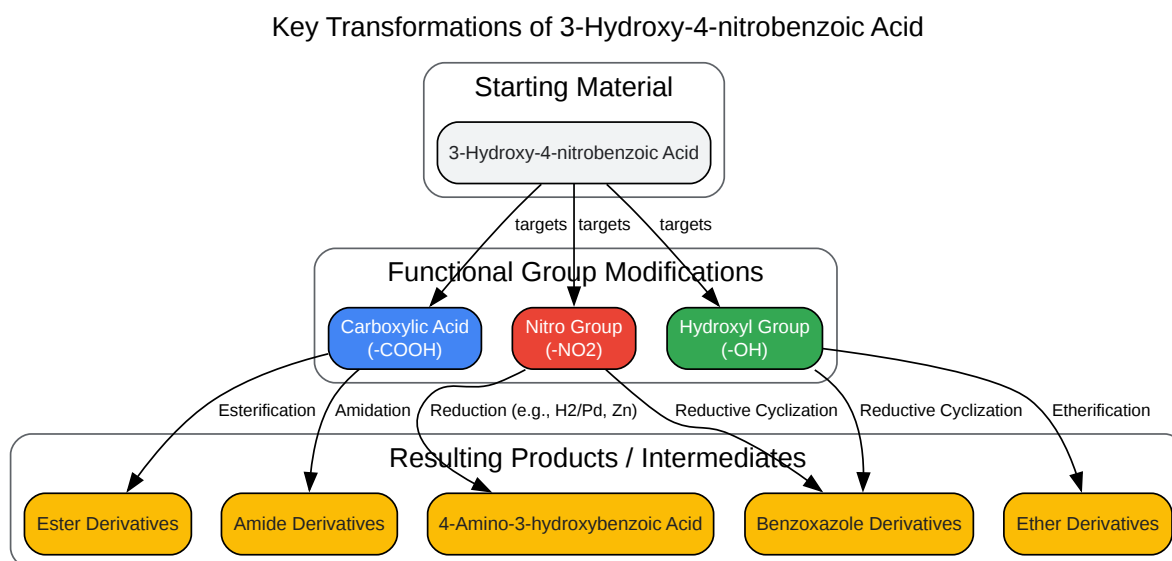 Key Transformations of 3-Hydroxy-4-nitrobenzoic Acid
Starting Material
3-Hydroxy-4-nitrobenzoic Acid
targets
targets
targets
Functional Group Modifications
Carboxylic Acid
(-COOH)
Nitro Group
(-NO2)
Hydroxyl Group
(-OH)
Esterification
Amidation
Reduction (e.g., H2/Pd, Zn)
Reductive Cyclization
Reductive Cyclization
Etherification
Resulting Products / Intermediates
Ester Derivatives
Amide Derivatives
4-Amino-3-hydroxybenzoic Acid
Benzoxazole Derivatives
Ether Derivatives